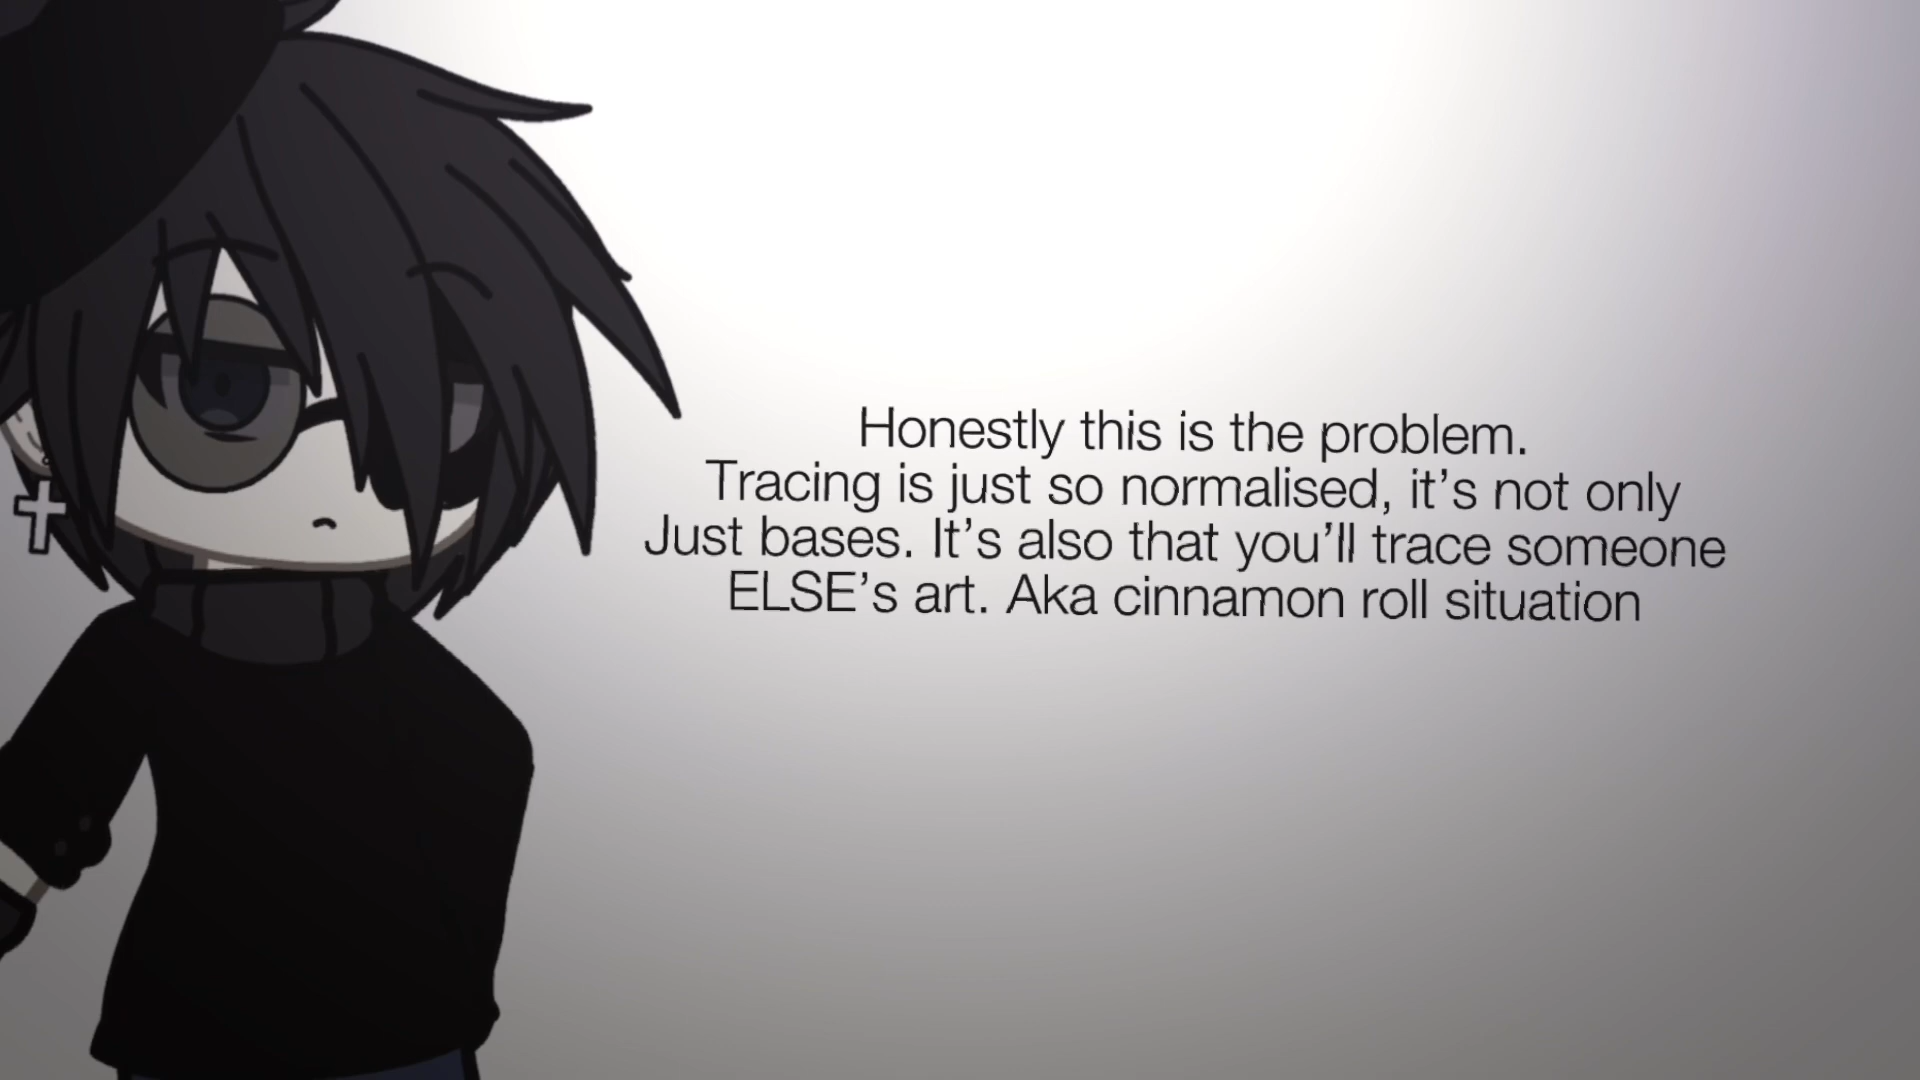 Honestly this is the problem.
Tracing is just so normalised, it's not only
Just bases. It's also that you'll trace someone
ELSE's art. Aka cinnamon roll situation